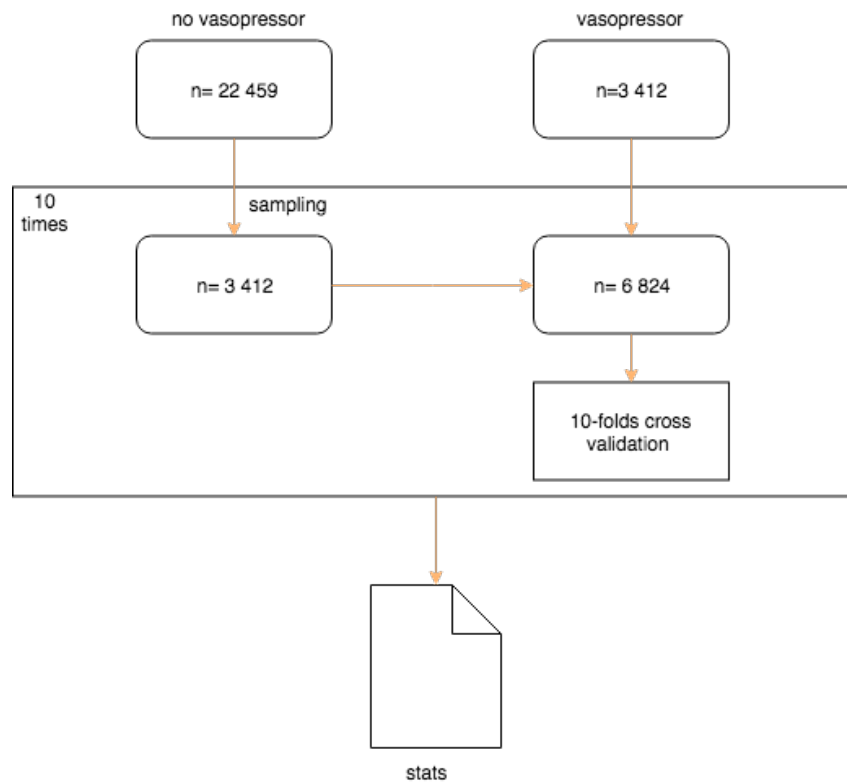 no vasopressor
vasopressor
n= 22 459
n=3 412
10
times
sampling
n= 3 412
n= 6 824
10-folds cross
validation
stats